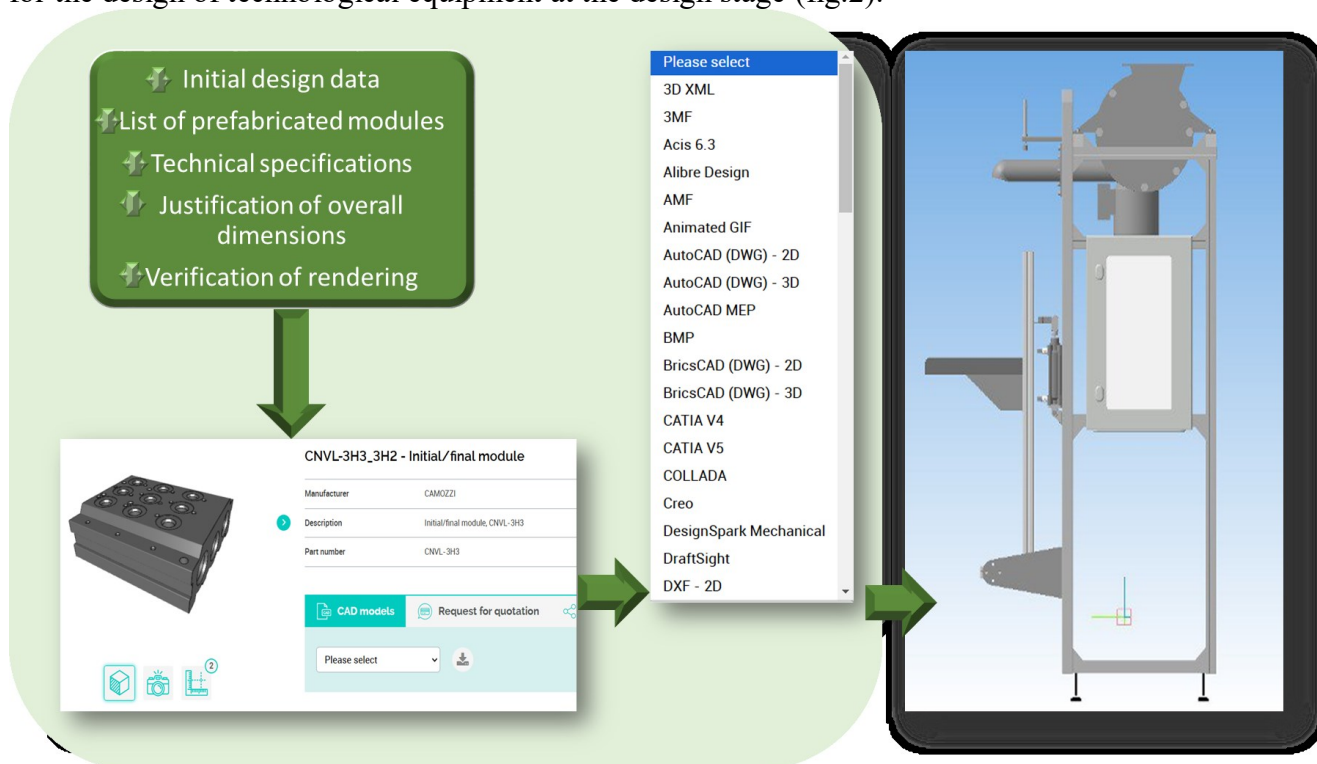 for the design of technological equipment at the design stage (fig.2).
Initial design data
List of prefabricated modules
Technical specifications
Justification of overall
dimensions
Verification of rendering
CNVL-3H3_3H2 - Initial/final module
Manufacturer CAMOZZI
Description Initial/final module, CNVL-3H3
Part number CNVL-3H3
CAD models Request for quotation
Please select
2
Please select
3D XML
3MF
Acis 6.3
Alibre Design
AMF
Animated GIF
AutoCAD (DWG) - 2D
AutoCAD (DWG) - 3D
AutoCAD MEP
BMP
BricsCAD (DWG) - 2D
BricsCAD (DWG) - 3D
CATIA V4
CATIA V5
COLLADA
Creo
DesignSpark Mechanical
DraftSight
DXF - 2D